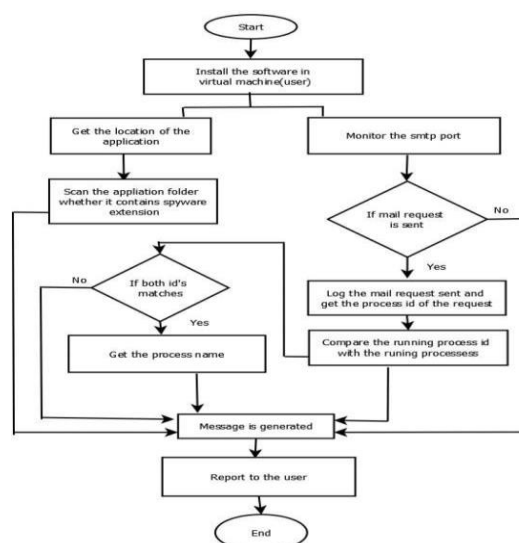 Start
Install the software in
virtual machine(user)
Get the location of the
application
Monitor the smtp port
Scan the appliation folder
whether it contains spyware
extension
If mail request
is sent
No
Yes
If both id's
matches
No
Yes
Log the mail request sent and
get the process id of the request
Get the process name
Compare the running process id
with the runing processess
Message is generated
Report to the user
End